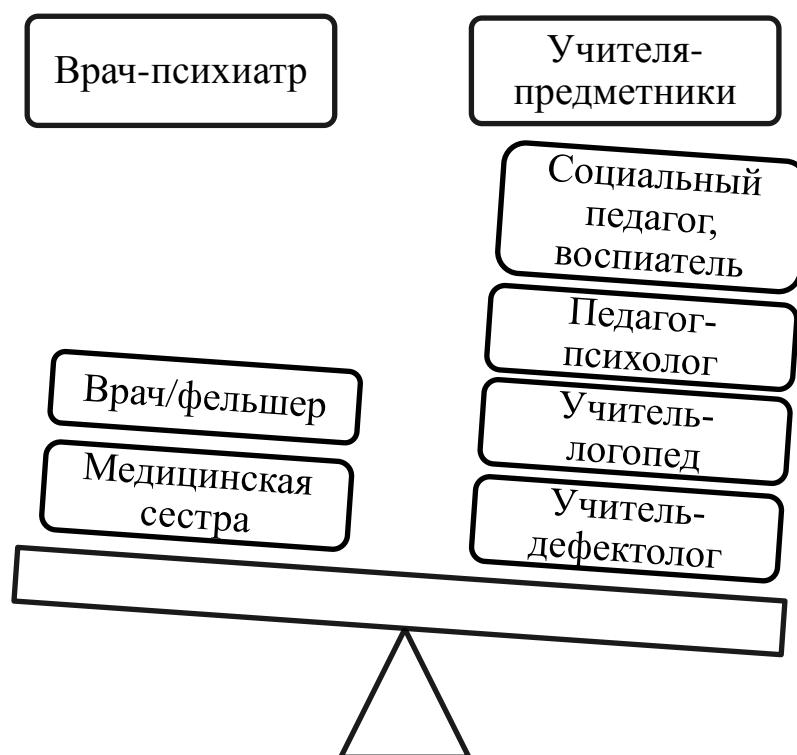 Врач-психиатр
Учителя-
предметники
Социальный
педагог,
воспиатель
Педагог-
психолог
Врач/фельшер
Учитель-
логопед
Медицинская
сестра
Учитель-
дефектолог